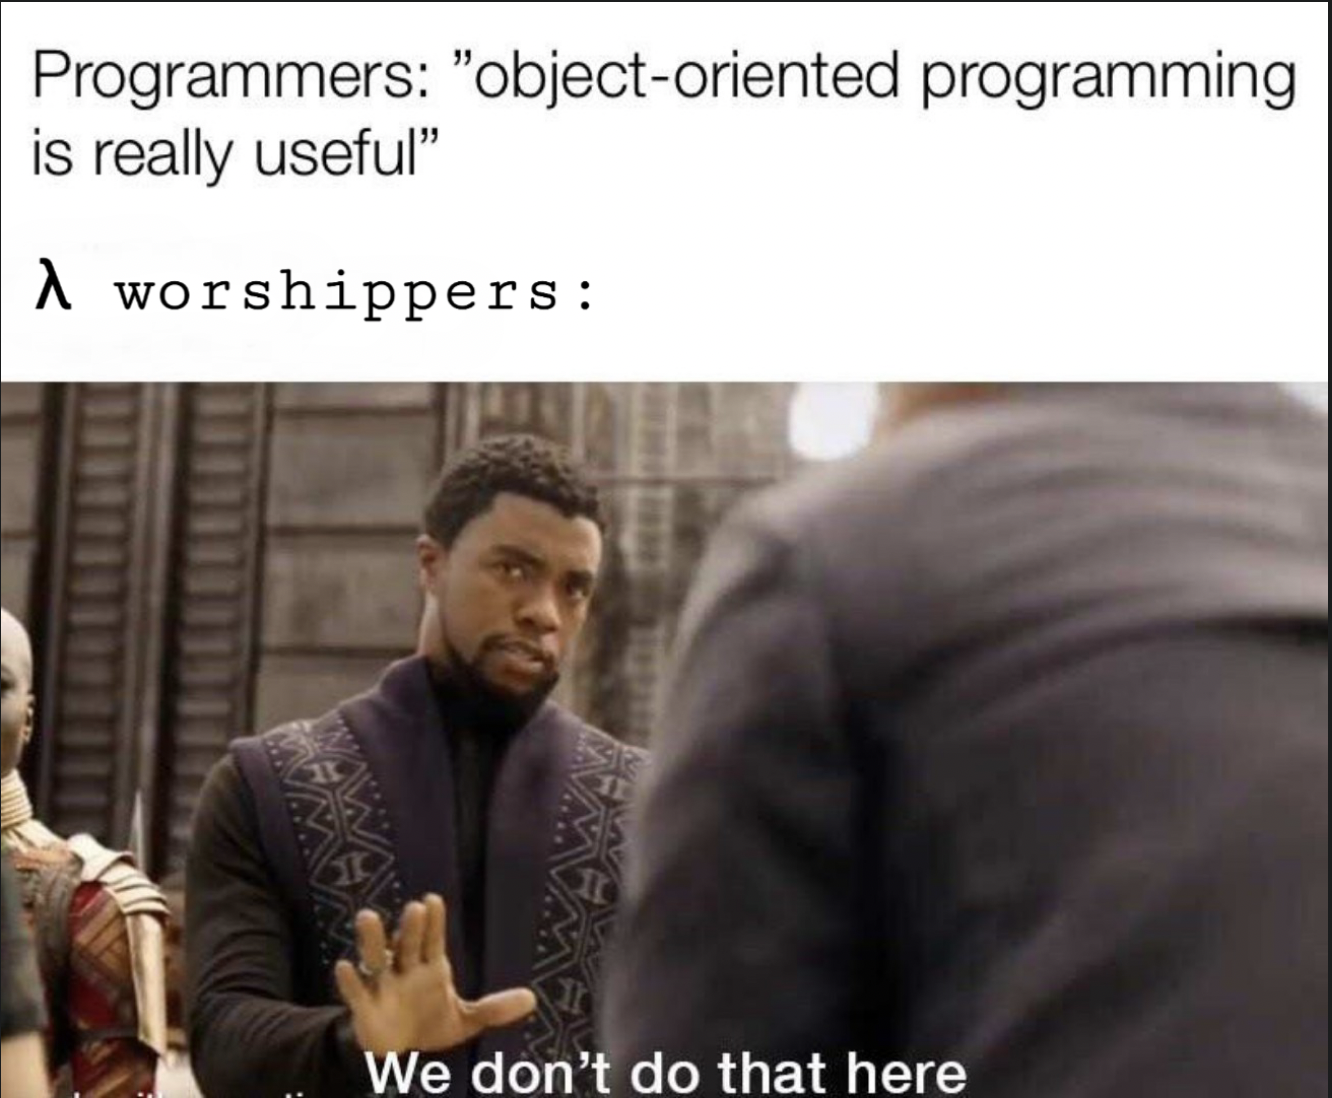 Programmers: ”object-oriented programming
is really useful”
λ worshippers:
We don’t do that here